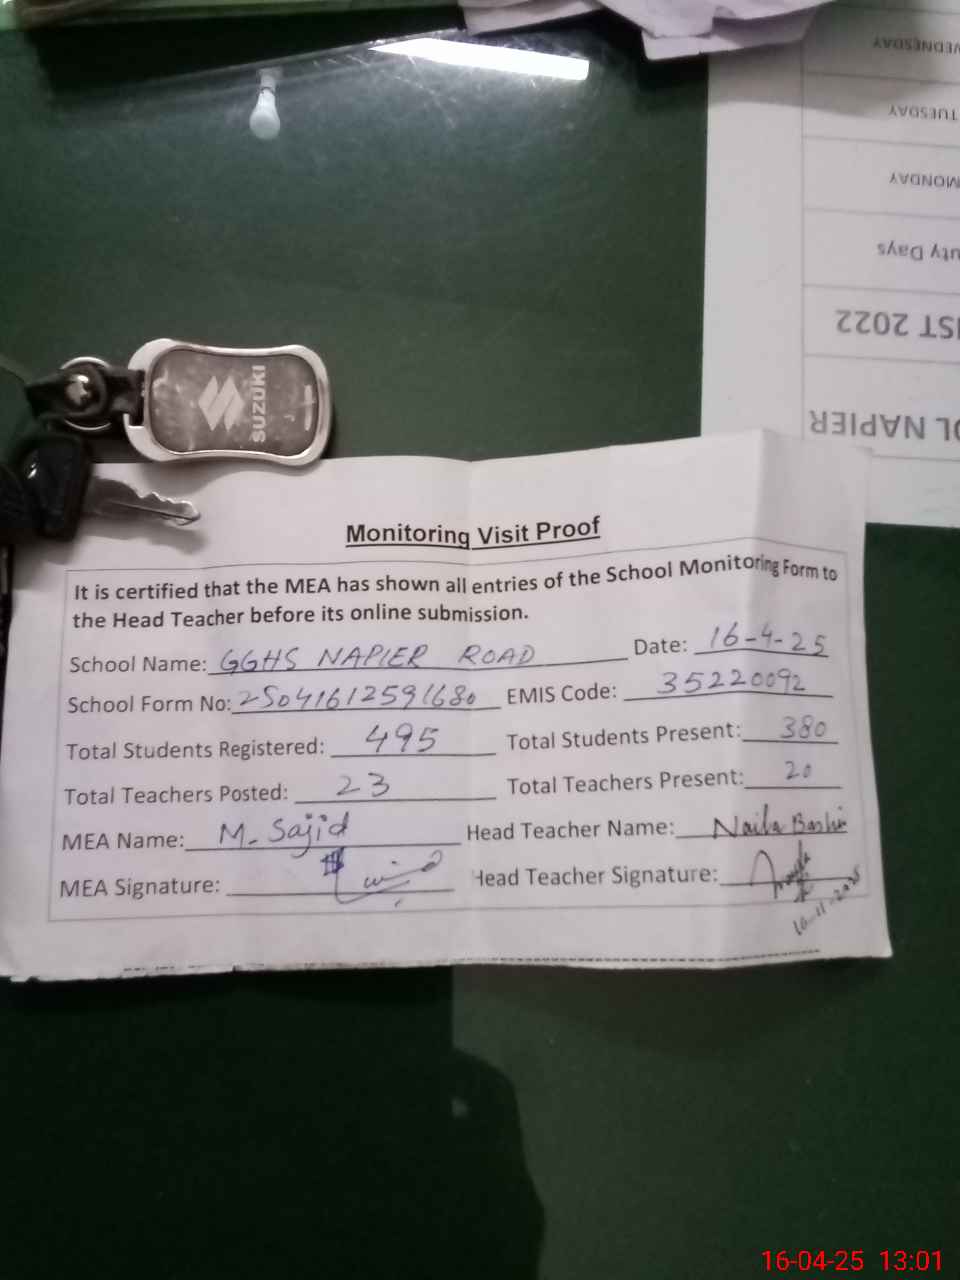 WEDNESDAY
TUESDAY
MONDAY
Days
2022
NAPIER
SUZUKI
Monitoring Visit Proof
It is certified that the MEA has shown all entries of the School Monitoring Form to
the Head Teacher before its online submission.
School Name: GGHS NAPIER ROAD Date: 16-4-25
School Form No: 25041612591680 EMIS Code: 35220092
Total Students Registered: 495 Total Students Present: 380
Total Teachers Posted: 23 Total Teachers Present: 20
MEA Name: M. Sajid Head Teacher Name: Naila Bashir
MEA Signature: Head Teacher Signature:
16-04-25 13:01